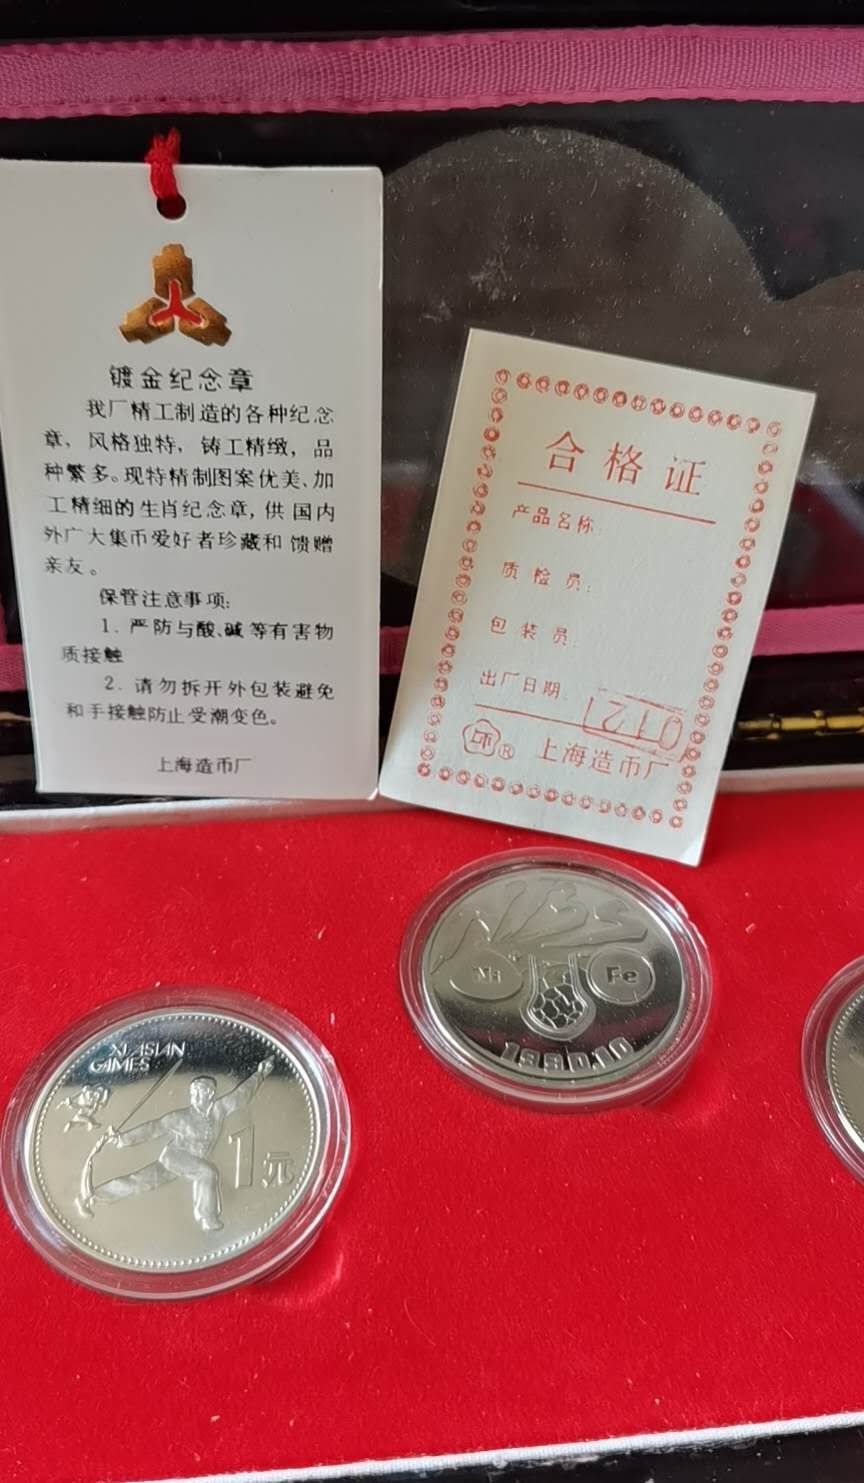 镀金纪念章
我厂精工制造的各种纪念
章，风格独特，铸工精致，品
种繁多。现特精制图案优美、加
工精细的生肖纪念章，供国内
外广大集币爱好者珍藏和馈赠
亲友。
保管注意事项：
1. 严防与酸、碱等有害物
质接触
2. 请勿拆开外包装避免
和手接触防止受潮变色。
上海造币厂
合格证
产品名称：
质检员：
包装员：
出厂日期：
印® 上海造币厂
XI ASIAN
GAMES
1元
Ni
Fe
1990.10